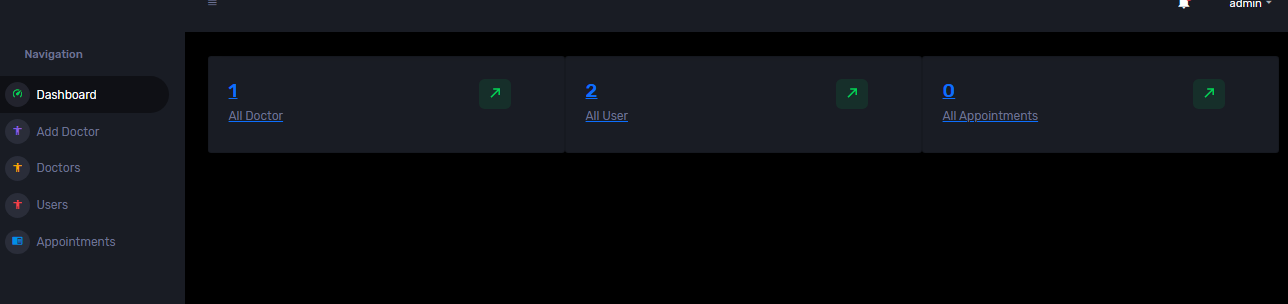 admin
Navigation
Dashboard
Add Doctor
Doctors
Users
Appointments
1
All Doctor
2
All User
0
All Appointments